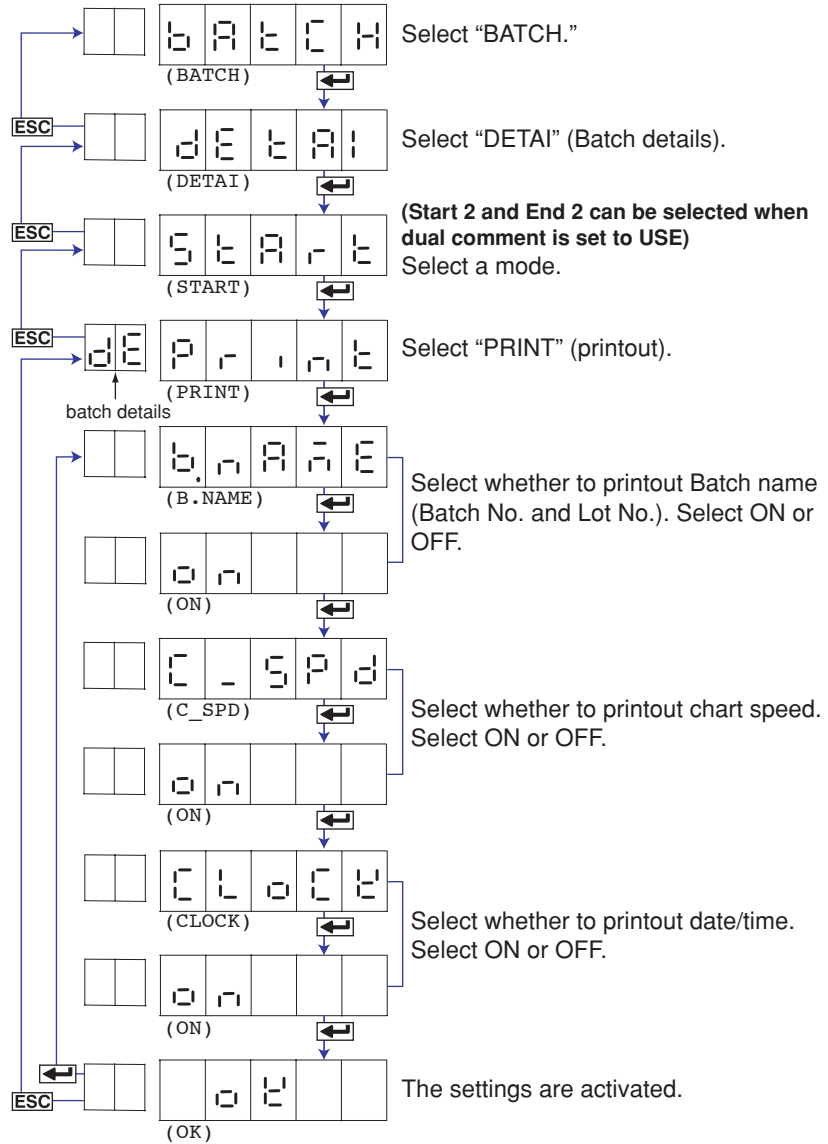 b A t C H Select “BATCH.”
(BATCH)
ESC
d E t A I Select “DETAI” (Batch details).
(DETAI)
(Start 2 and End 2 can be selected when
dual comment is set to USE)
ESC
S t A r t Select a mode.
(START)
ESC
d E P r i n t Select “PRINT” (printout).
(PRINT)
batch details
b. n A m E
(B.NAME)
Select whether to printout Batch name
(Batch No. and Lot No.). Select ON or
OFF.
o n
(ON)
C _ S P d
(C_SPD)
Select whether to printout chart speed.
Select ON or OFF.
o n
(ON)
C L o C K
(CLOCK)
Select whether to printout date/time.
Select ON or OFF.
o n
(ON)
o K The settings are activated.
ESC
(OK)